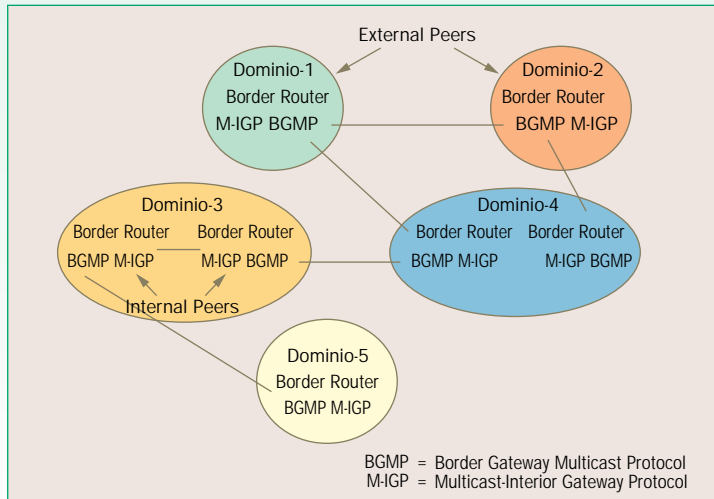 External Peers
Dominio-1
Border Router
M-IGP BGMP
Dominio-2
Border Router
BGMP M-IGP
Dominio-3
Border Router
Border Router
BGMP M-IGP
M-IGP BGMP
Internal Peers
Dominio-4
Border Router
Border Router
BGMP M-IGP
M-IGP BGMP
Dominio-5
Border Router
BGMP M-IGP
BGMP = Border Gateway Multicast Protocol
M-IGP = Multicast-Interior Gateway Protocol